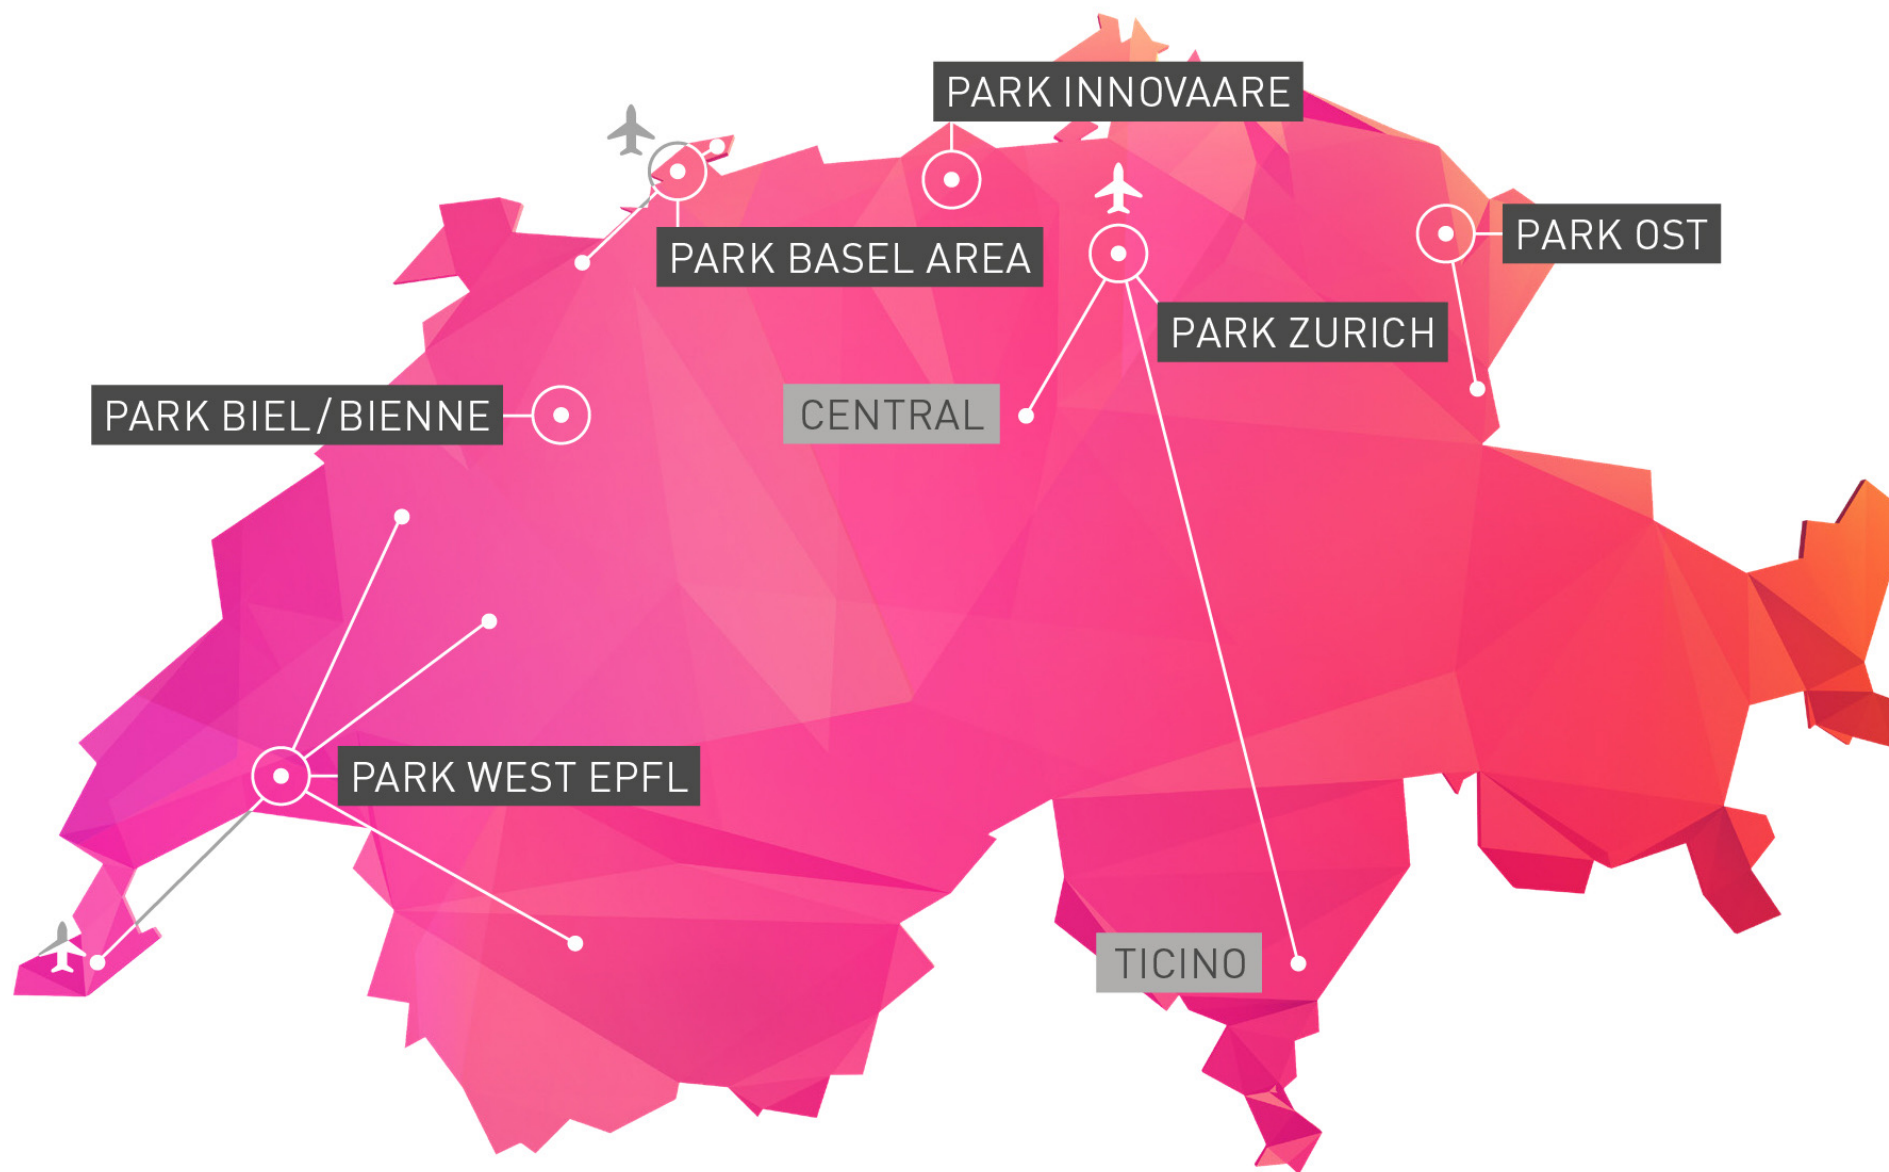 PARK INNOVAARE
PARK BASEL AREA
PARK OST
PARK ZURICH
PARK BIEL/BIENNE
CENTRAL
PARK WEST EPFL
TICINO